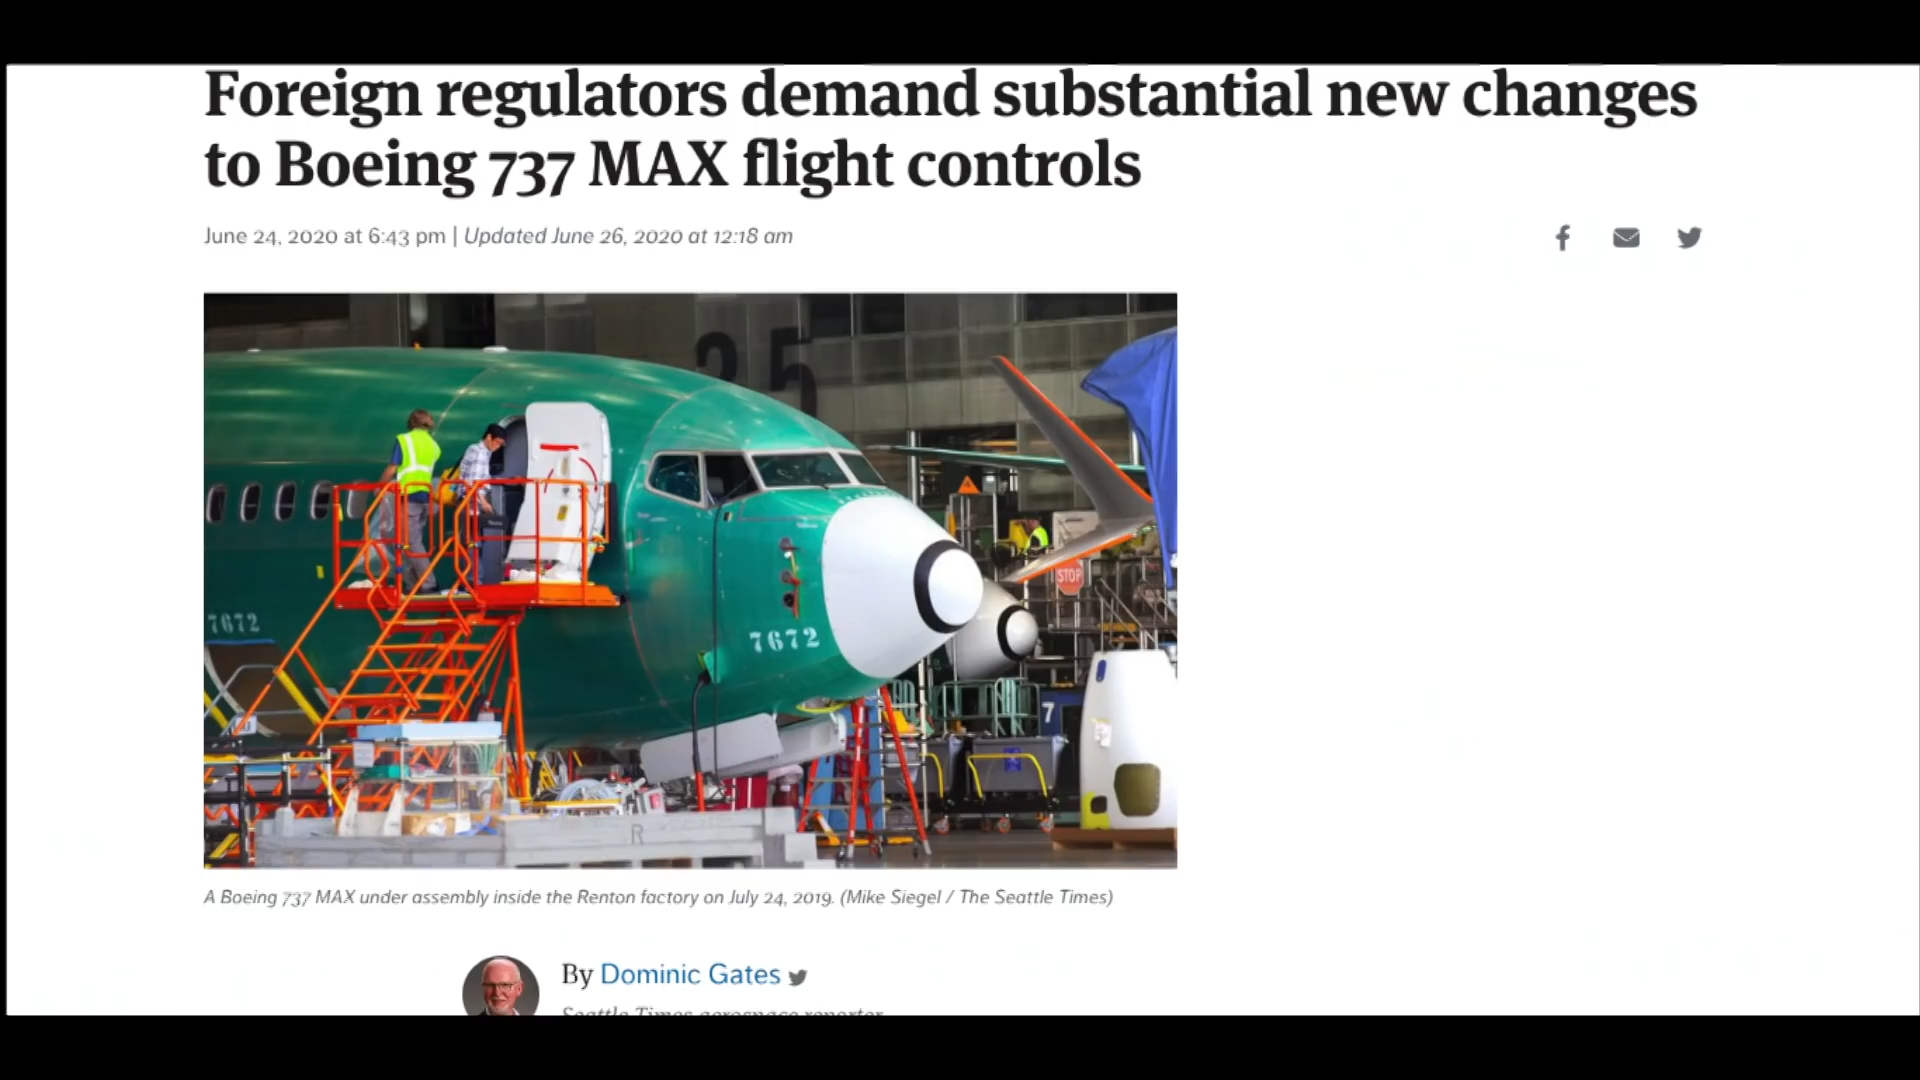 Foreign regulators demand substantial new changes
to Boeing 737 MAX flight controls
June 24, 2020 at 6:43 pm | Updated June 26, 2020 at 12:18 am
25
STOP
7672
7672
7
R
A Boeing 737 MAX under assembly inside the Renton factory on July 24, 2019. (Mike Siegel / The Seattle Times)
By Dominic Gates
Seattle Times aerospace reporter